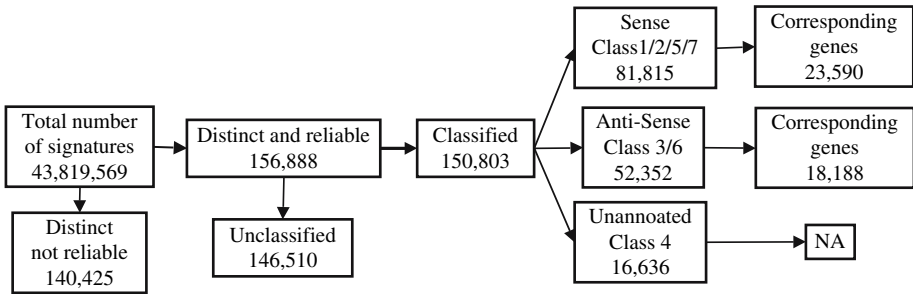 Total number
of signatures
43,819,569
Distinct
not reliable
140,425
Distinct and reliable
156,888
Unclassified
146,510
Classified
150,803
Sense
Class1/2/5/7
81,815
Corresponding
genes
23,590
Anti-Sense
Class 3/6
52,352
Corresponding
genes
18,188
Unannoated
Class 4
16,636
NA